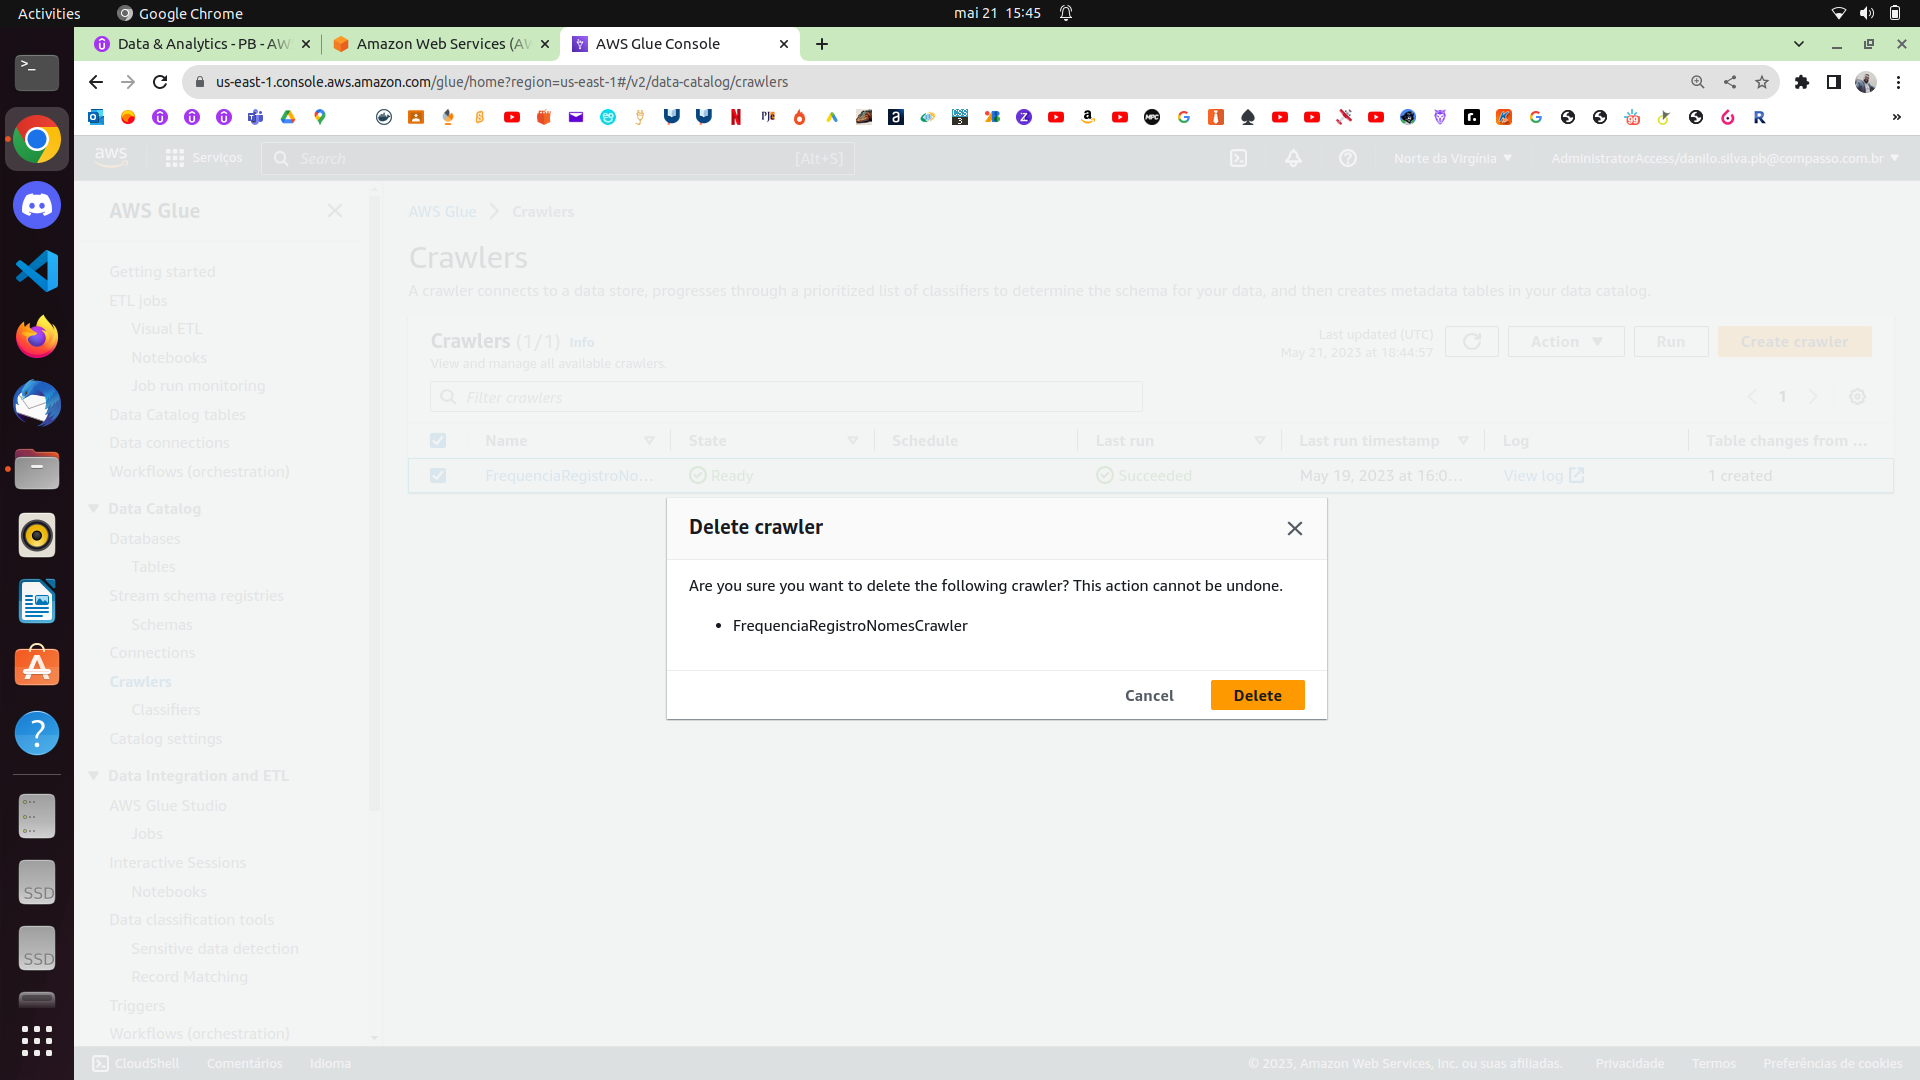 Activities
Google Chrome
mai 21 15:45
Data & Analytics - PB - AW
Amazon Web Services (AW
AWS Glue Console
us-east-1.console.aws.amazon.com/glue/home?region=us-east-1#/v2/data-catalog/crawlers
aws
Serviços
Search
[Alt+S]
Norte da Virgínia
AdministratorAccess/danilo.silva.pb@compasso.com.br
AWS Glue
Getting started
ETL jobs
Visual ETL
Notebooks
Job run monitoring
Data Catalog tables
Data connections
Workflows (orchestration)
Data Catalog
Databases
Tables
Stream schema registries
Schemas
Connections
Crawlers
Classifiers
Catalog settings
Data Integration and ETL
AWS Glue Studio
Jobs
Interactive Sessions
Notebooks
Data classification tools
Sensitive data detection
Record Matching
Triggers
Workflows (orchestration)
AWS Glue
Crawlers
Crawlers
A crawler connects to a data store, progresses through a prioritized list of classifiers to determine the schema for your data, and then creates metadata tables in your data catalog.
Crawlers (1/1) Info
View and manage all available crawlers.
Last updated (UTC)
May 21, 2023 at 18:44:57
Action
Run
Create crawler
Filter crawlers
1
Name
State
Schedule
Last run
Last run timestamp
Log
Table changes from ...
FrequenciaRegistroNo...
Ready
Succeeded
May 19, 2023 at 16:0...
View log
1 created
Delete crawler
Are you sure you want to delete the following crawler? This action cannot be undone.
• FrequenciaRegistroNomesCrawler
Cancel
Delete
SSD
SSD
CloudShell
Comentários
Idioma
© 2023, Amazon Web Services, Inc. ou suas afiliadas.
Privacidade
Termos
Preferências de cookies